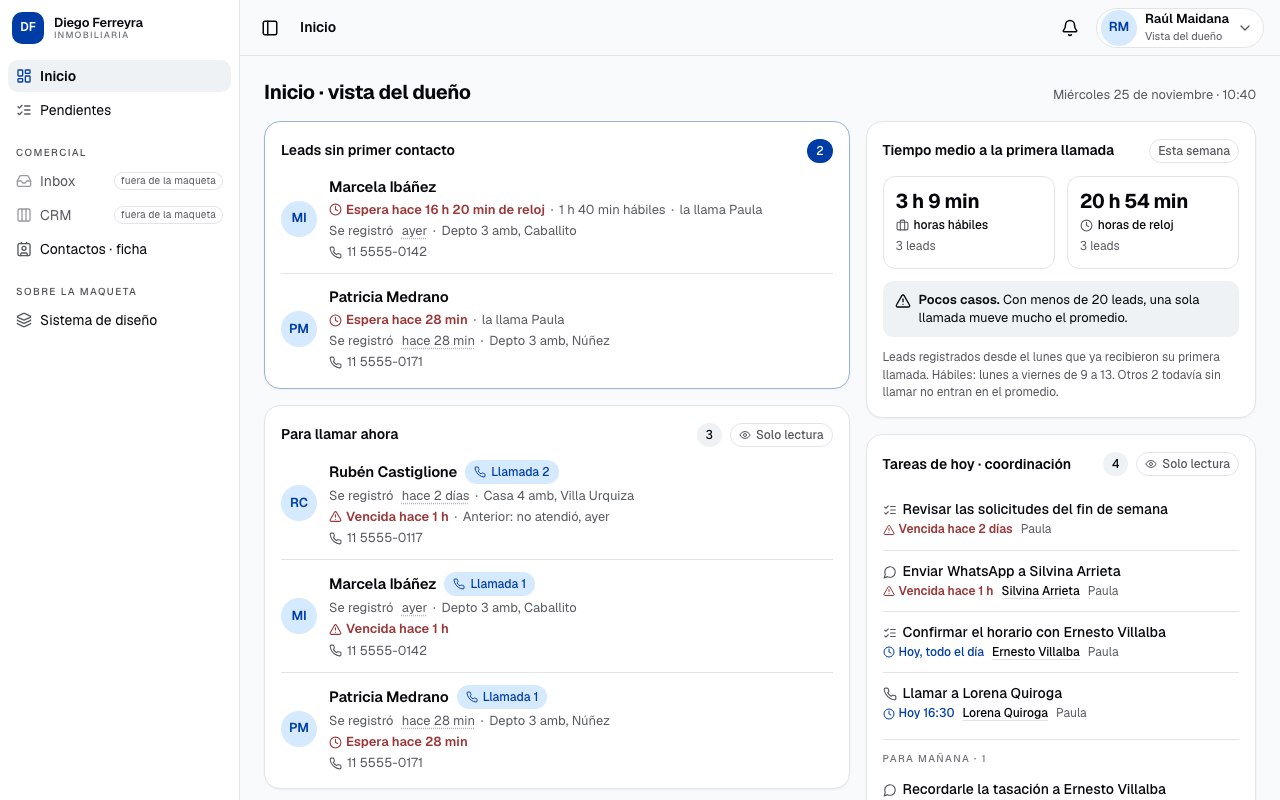 DF
Diego Ferreyra
INMOBILIARIA
Inicio
Pendientes
COMERCIAL
Inbox
fuera de la maqueta
CRM
fuera de la maqueta
Contactos · ficha
SOBRE LA MAQUETA
Sistema de diseño
Inicio
RM
Raúl Maidana
Vista del dueño
Inicio · vista del dueño
Miércoles 25 de noviembre · 10:40
Leads sin primer contacto
2
MI
Marcela Ibáñez
Espera hace 16 h 20 min de reloj · 1 h 40 min hábiles · la llama Paula
Se registró ayer · Depto 3 amb, Caballito
11 5555-0142
PM
Patricia Medrano
Espera hace 28 min · la llama Paula
Se registró hace 28 min · Depto 3 amb, Núñez
11 5555-0171
Para llamar ahora
3
Solo lectura
RC
Rubén Castiglione
Llamada 2
Se registró hace 2 días · Casa 4 amb, Villa Urquiza
Vencida hace 1 h · Anterior: no atendió, ayer
11 5555-0117
MI
Marcela Ibáñez
Llamada 1
Se registró ayer · Depto 3 amb, Caballito
Vencida hace 1 h
11 5555-0142
PM
Patricia Medrano
Llamada 1
Se registró hace 28 min · Depto 3 amb, Núñez
Espera hace 28 min
11 5555-0171
Tiempo medio a la primera llamada
Esta semana
3 h 9 min
horas hábiles
3 leads
20 h 54 min
horas de reloj
3 leads
Pocos casos. Con menos de 20 leads, una sola
llamada mueve mucho el promedio.
Leads registrados desde el lunes que ya recibieron su primera
llamada. Hábiles: lunes a viernes de 9 a 13. Otros 2 todavía sin
llamar no entran en el promedio.
Tareas de hoy · coordinación
4
Solo lectura
Revisar las solicitudes del fin de semana
Vencida hace 2 días Paula
Enviar WhatsApp a Silvina Arrieta
Vencida hace 1 h Silvina Arrieta Paula
Confirmar el horario con Ernesto Villalba
Hoy, todo el día Ernesto Villalba Paula
Llamar a Lorena Quiroga
Hoy 16:30 Lorena Quiroga Paula
PARA MAÑANA · 1
Recordarle la tasación a Ernesto Villalba